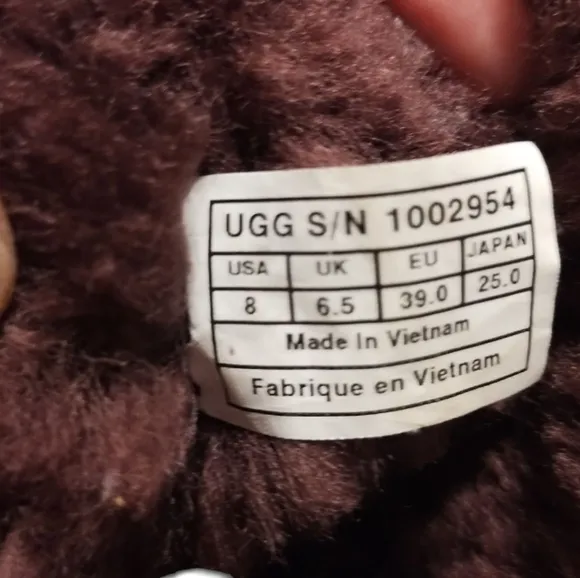 UGG S/N 1002954
USA UK EU JAPAN
8 6.5 39.0 25.0
Made In Vietnam
Fabrique en Vietnam